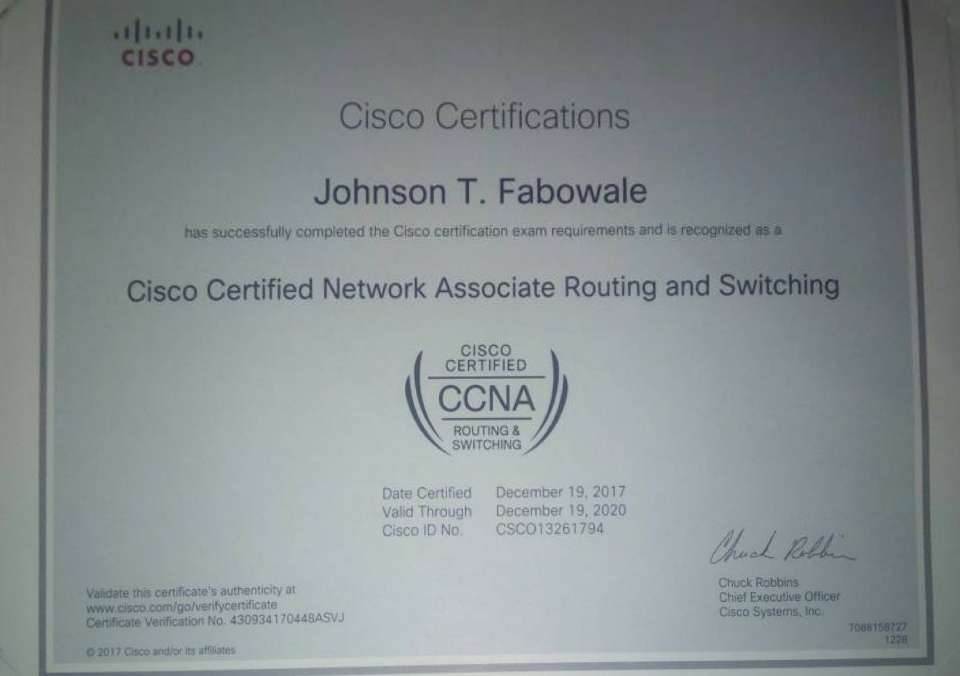 CISCO
Cisco Certifications
Johnson T. Fabowale
has successfully completed the Cisco certification exam requirements and is recognized as a
Cisco Certified Network Associate Routing and Switching
CISCO
CERTIFIED
CCNA
ROUTING &
SWITCHING
Date Certified December 19, 2017
Valid Through December 19, 2020
Cisco ID No. CSCO13261794
Chuck Robbins
Chuck Robbins
Chief Executive Officer
Cisco Systems, Inc.
Validate this certificate's authenticity at
www.cisco.com/go/verifycertificate
Certificate Verification No. 430934170448ASVJ
7088158727
1228
© 2017 Cisco and/or its affiliates